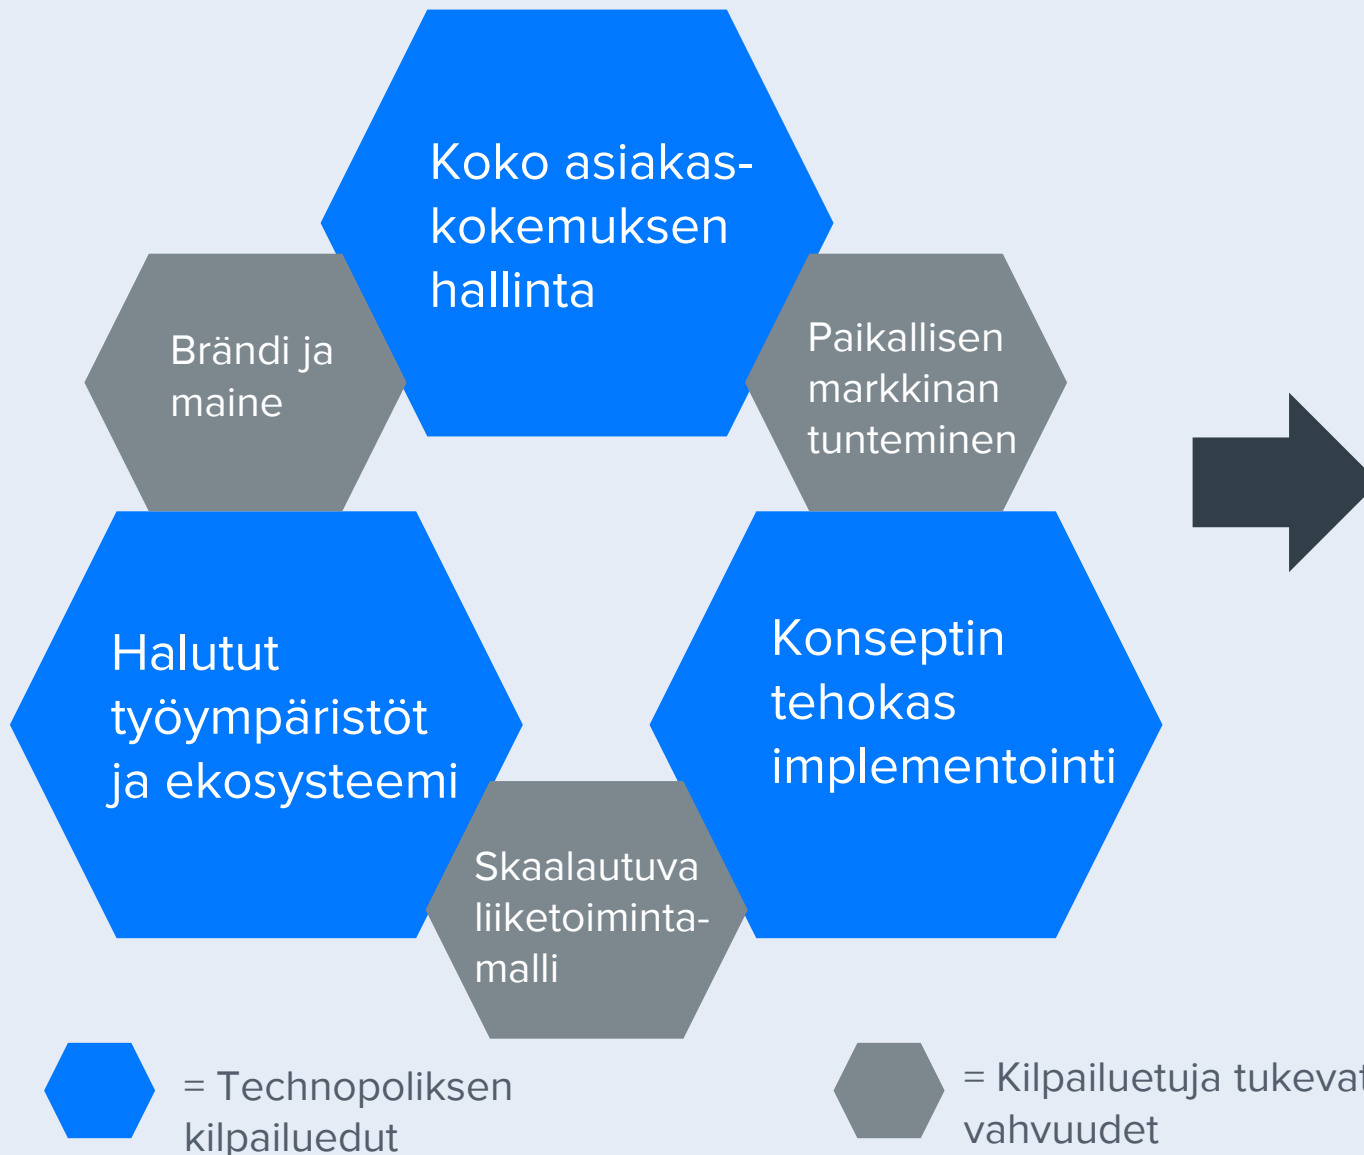 Koko asiakas-
kokemuksen
hallinta
Brändi ja
maine
Paikallisen
markkinan
tunteminen
Halutut
työympäristöt
ja ekosysteemi
Konseptin
tehokas
implementointi
Skaalautuva
liiketoiminta-
malli
= Technopoliksen
kilpailuedut
= Kilpailuetuja tukevat
vahvuudet